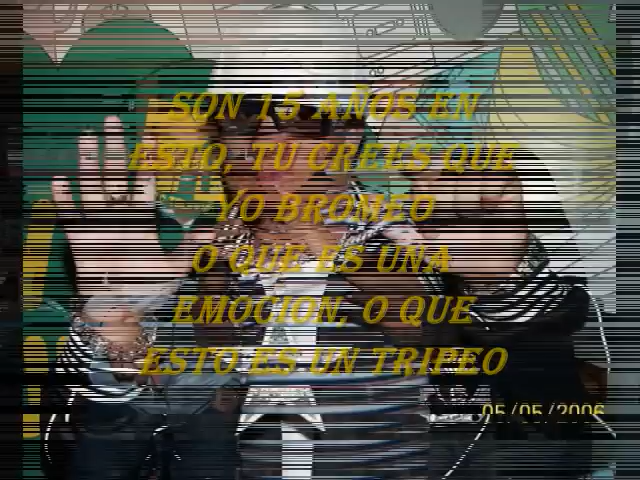 SON 15 AÑOS EN
ESTO, TU CREES QUE
YO BROMEO
O QUE ES UNA
EMOCION, O QUE
ESTO ES UN TRIPEO
05/05/2006